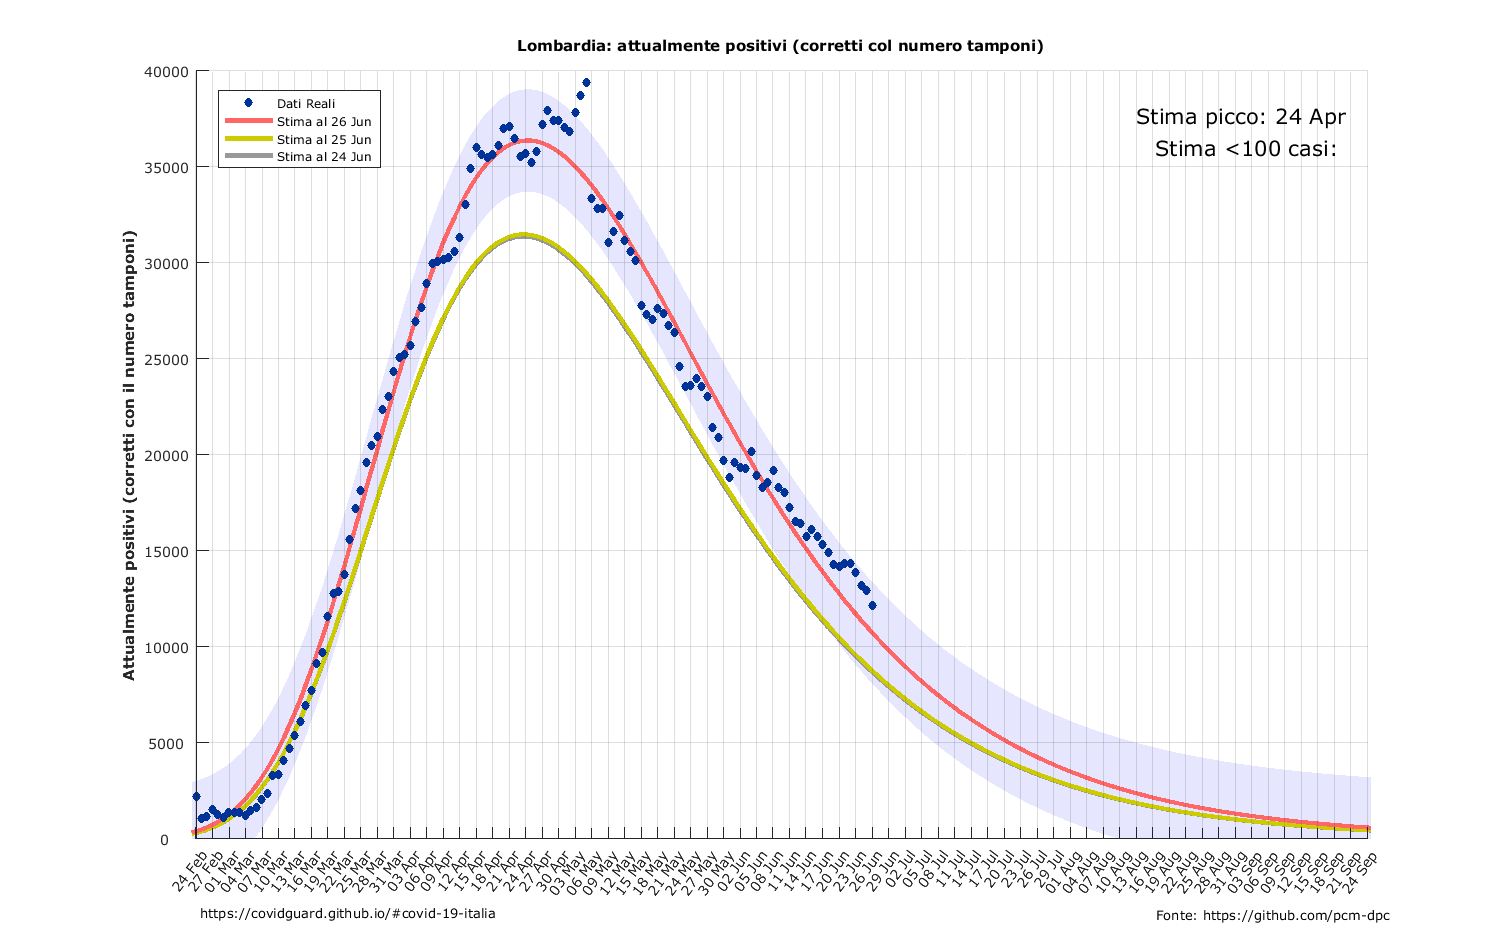 Lombardia: attualmente positivi (corretti col numero tamponi)
Attualmente positivi (corretti con il numero tamponi)
40000
35000
30000
25000
20000
15000
10000
5000
0
Dati Reali
Stima al 26 Jun
Stima al 25 Jun
Stima al 24 Jun
Stima picco: 24 Apr
Stima <100 casi:
24 Feb
27 Feb
01 Mar
04 Mar
07 Mar
10 Mar
13 Mar
16 Mar
19 Mar
22 Mar
25 Mar
28 Mar
31 Mar
03 Apr
06 Apr
09 Apr
12 Apr
15 Apr
18 Apr
21 Apr
24 Apr
27 Apr
30 Apr
03 May
06 May
09 May
12 May
15 May
18 May
21 May
24 May
27 May
30 May
02 Jun
05 Jun
08 Jun
11 Jun
14 Jun
17 Jun
20 Jun
23 Jun
26 Jun
29 Jun
02 Jul
05 Jul
08 Jul
11 Jul
14 Jul
17 Jul
20 Jul
23 Jul
26 Jul
29 Jul
01 Aug
04 Aug
07 Aug
10 Aug
13 Aug
16 Aug
19 Aug
22 Aug
25 Aug
28 Aug
31 Aug
03 Sep
06 Sep
09 Sep
12 Sep
15 Sep
18 Sep
21 Sep
24 Sep
https://covidguard.github.io/#covid-19-italia
Fonte: https://github.com/pcm-dpc